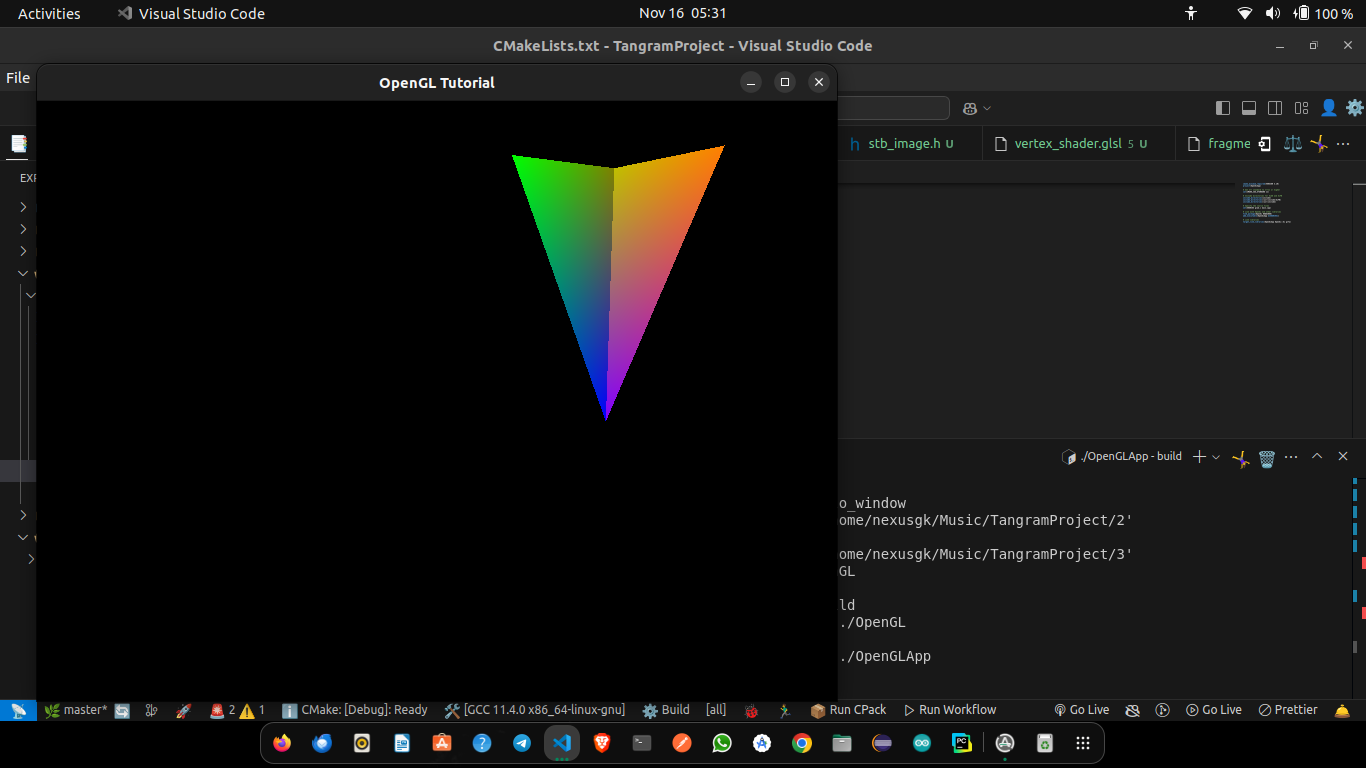 Activities
Visual Studio Code
Nov 16 05:31
100 %
CMakeLists.txt - TangramProject - Visual Studio Code
File
OpenGL Tutorial
stb_image.h U
vertex_shader.glsl 5 U
fragme
EXP
./OpenGLApp - build
o_window
ome/nexusgk/Music/TangramProject/2'
ome/nexusgk/Music/TangramProject/3'
GL
ld
./OpenGL
./OpenGLApp
master*
2
1
CMake: [Debug]: Ready
[GCC 11.4.0 x86_64-linux-gnu]
Build
[all]
Run CPack
Run Workflow
Go Live
Go Live
Prettier